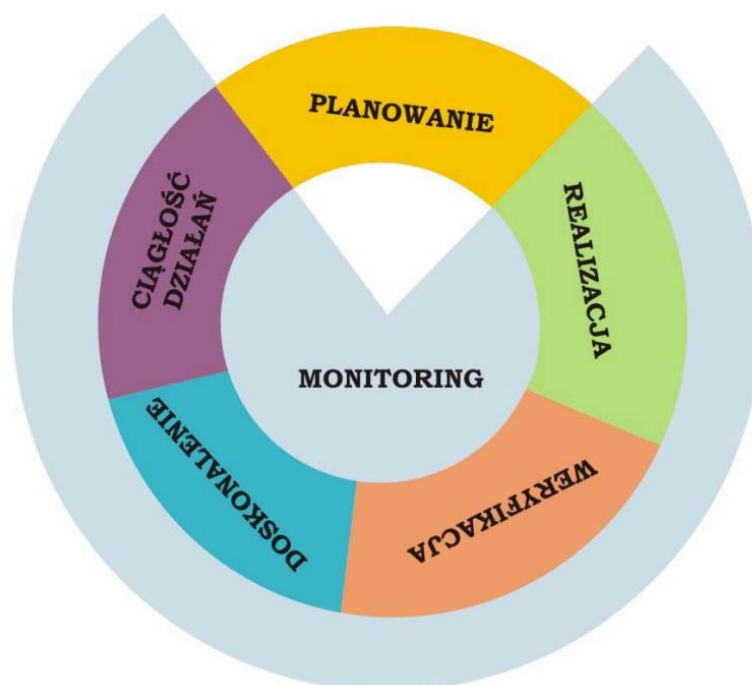 PLANOWANIE
REALIZACJA
WERYFIKACJA
DOSKONALENIE
CIĄGŁOŚĆ
DZIAŁAŃ
MONITORING